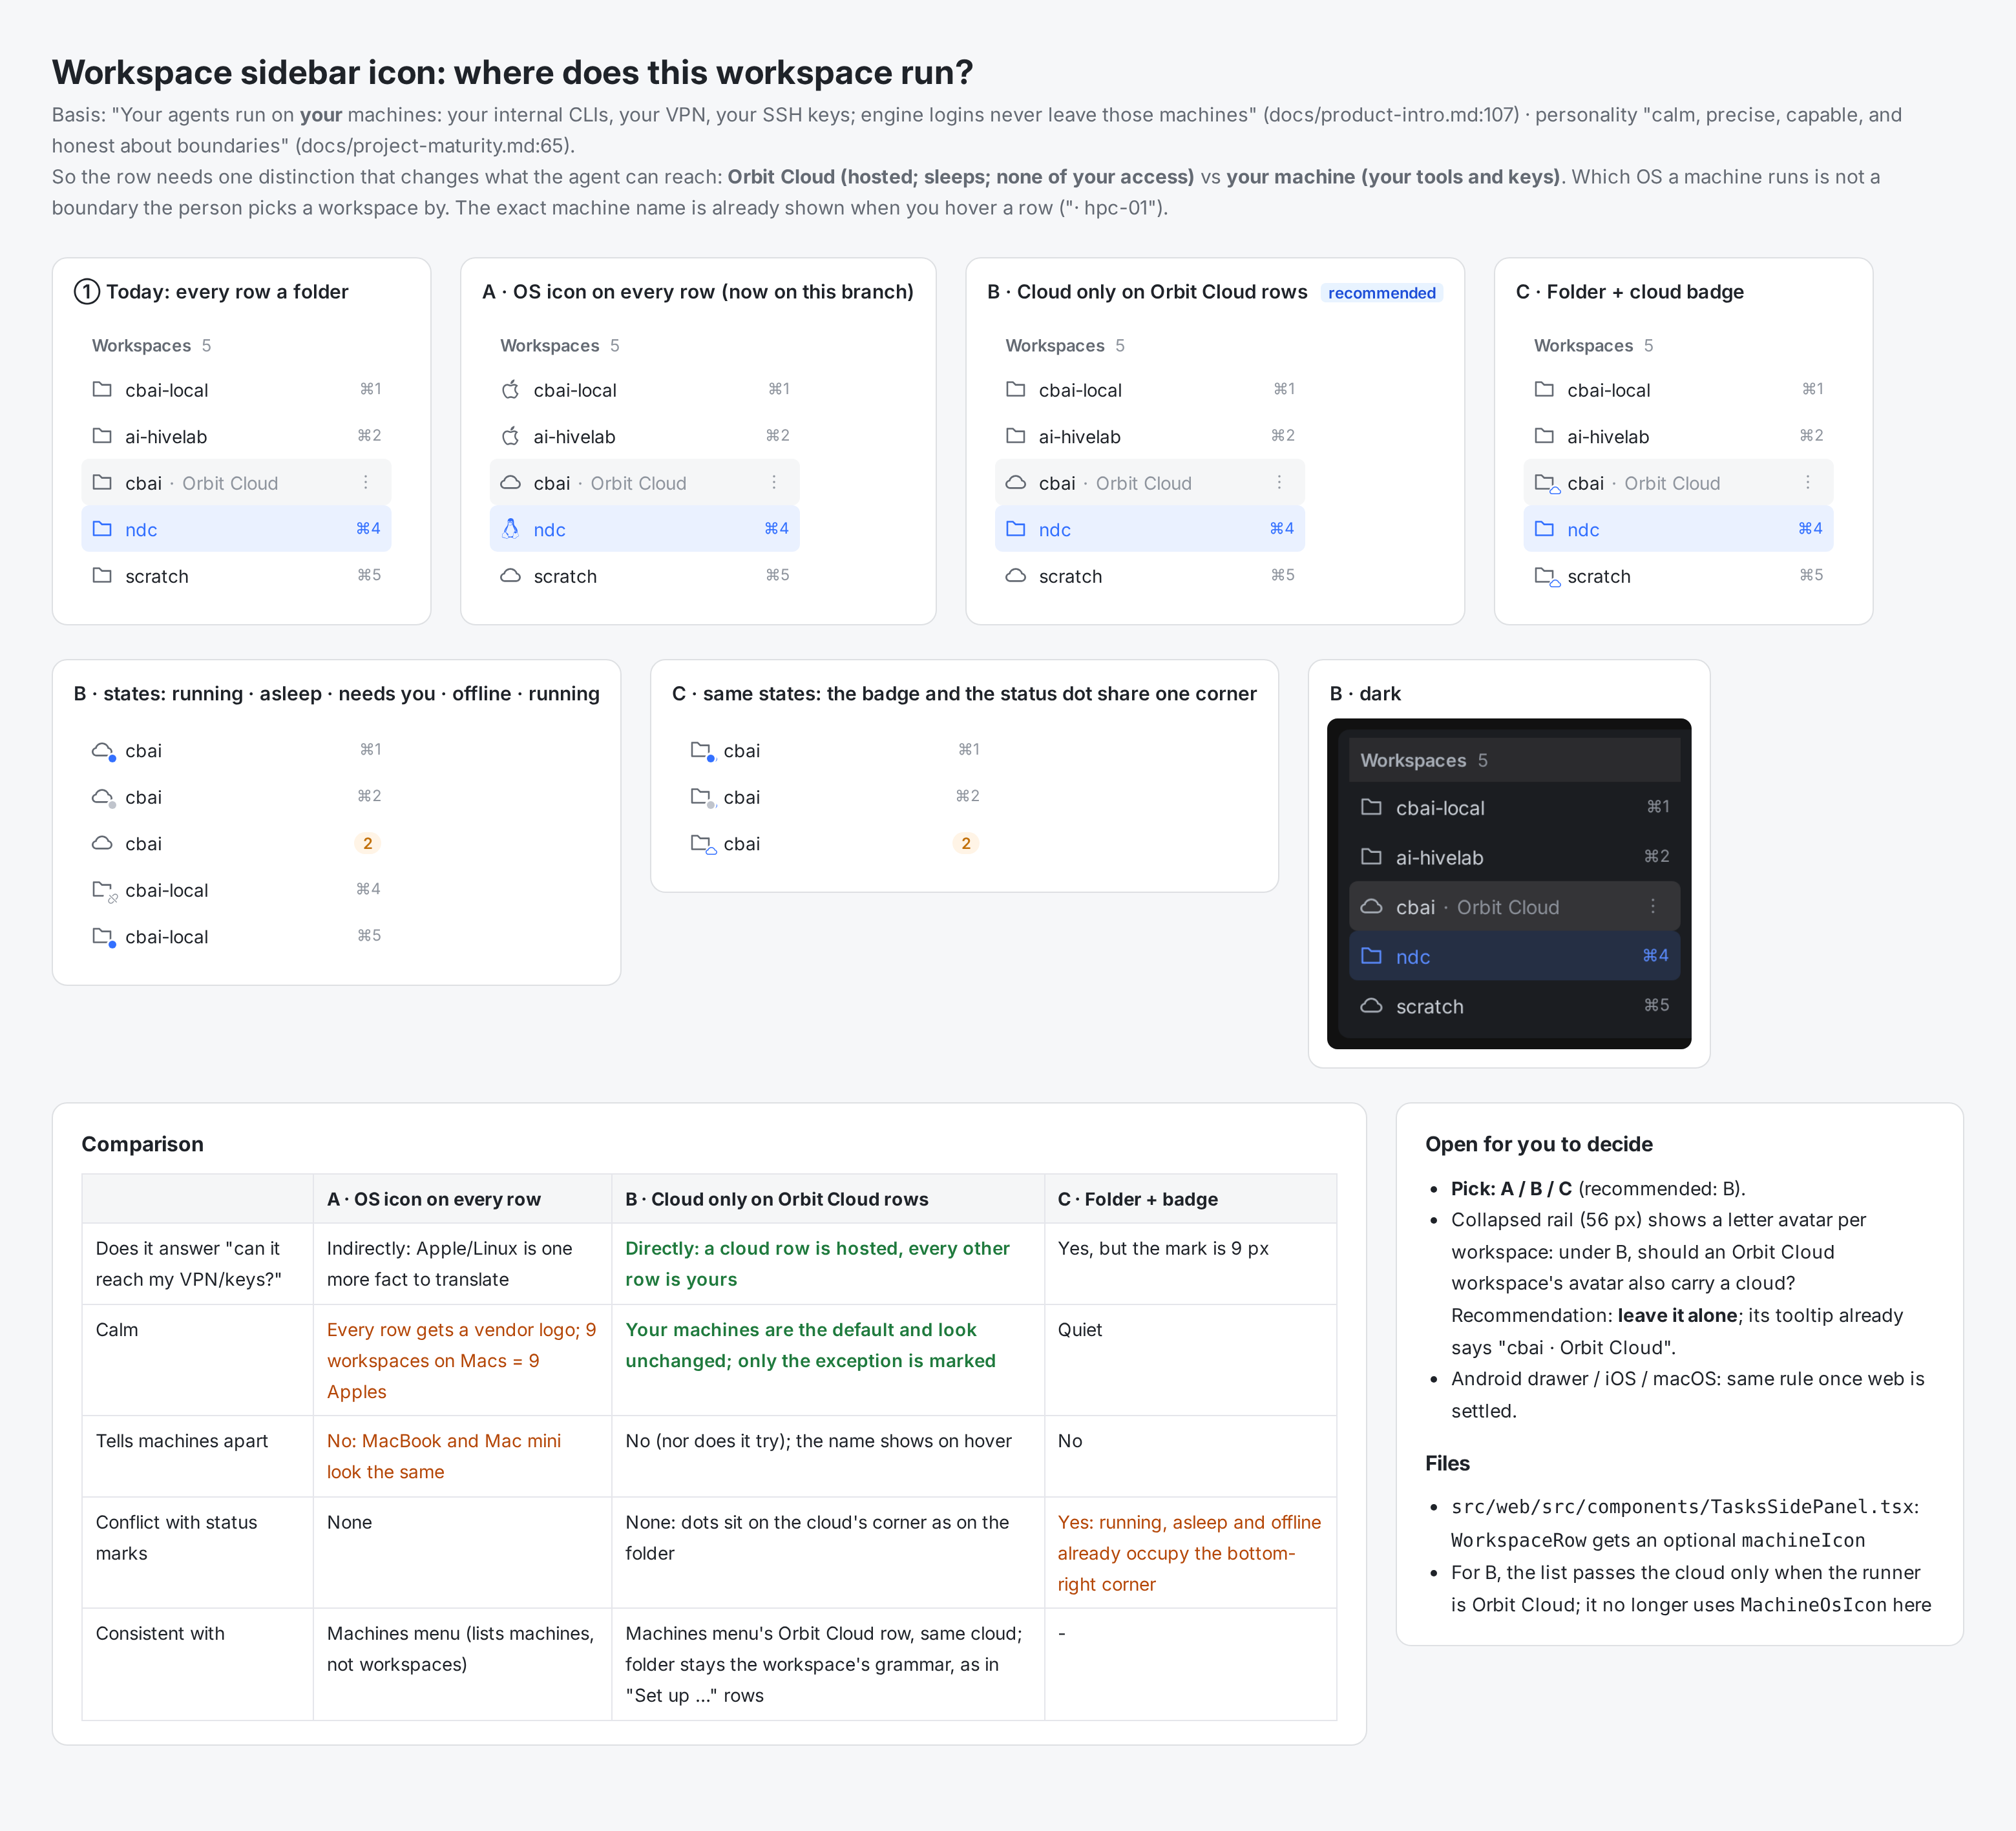 Workspace sidebar icon: where does this workspace run?
Basis: "Your agents run on your machines: your internal CLIs, your VPN, your SSH keys; engine logins never leave those machines" (docs/product-intro.md:107) · personality "calm, precise, capable, and
honest about boundaries" (docs/project-maturity.md:65).
So the row needs one distinction that changes what the agent can reach: Orbit Cloud (hosted; sleeps; none of your access) vs your machine (your tools and keys). Which OS a machine runs is not a
boundary the person picks a workspace by. The exact machine name is already shown when you hover a row ("· hpc-01").
① Today: every row a folder
Workspaces 5
cbai-local ⌘1
ai-hivelab ⌘2
cbai · Orbit Cloud ⋮
ndc ⌘4
scratch ⌘5
A · OS icon on every row (now on this branch)
Workspaces 5
cbai-local ⌘1
ai-hivelab ⌘2
cbai · Orbit Cloud ⋮
ndc ⌘4
scratch ⌘5
B · Cloud only on Orbit Cloud rows recommended
Workspaces 5
cbai-local ⌘1
ai-hivelab ⌘2
cbai · Orbit Cloud ⋮
ndc ⌘4
scratch ⌘5
C · Folder + cloud badge
Workspaces 5
cbai-local ⌘1
ai-hivelab ⌘2
cbai · Orbit Cloud ⋮
ndc ⌘4
scratch ⌘5
B · states: running · asleep · needs you · offline · running
cbai ⌘1
cbai ⌘2
cbai 2
cbai-local ⌘4
cbai-local ⌘5
C · same states: the badge and the status dot share one corner
cbai ⌘1
cbai ⌘2
cbai 2
B · dark
Workspaces 5
cbai-local ⌘1
ai-hivelab ⌘2
cbai · Orbit Cloud ⋮
ndc ⌘4
scratch ⌘5
Comparison
A · OS icon on every row
B · Cloud only on Orbit Cloud rows
C · Folder + badge
Does it answer "can it
reach my VPN/keys?"
Indirectly: Apple/Linux is one
more fact to translate
Directly: a cloud row is hosted, every other
row is yours
Yes, but the mark is 9 px
Calm
Every row gets a vendor logo; 9
workspaces on Macs = 9
Apples
Your machines are the default and look
unchanged; only the exception is marked
Quiet
Tells machines apart
No: MacBook and Mac mini
look the same
No (nor does it try); the name shows on hover
No
Conflict with status
marks
None
None: dots sit on the cloud's corner as on the
folder
Yes: running, asleep and offline
already occupy the bottom-
right corner
Consistent with
Machines menu (lists machines,
not workspaces)
Machines menu's Orbit Cloud row, same cloud;
folder stays the workspace's grammar, as in
"Set up ..." rows
-
Open for you to decide
• Pick: A / B / C (recommended: B).
• Collapsed rail (56 px) shows a letter avatar per
workspace: under B, should an Orbit Cloud
workspace's avatar also carry a cloud?
Recommendation: leave it alone; its tooltip already
says "cbai · Orbit Cloud".
• Android drawer / iOS / macOS: same rule once web is
settled.
Files
• src/web/src/components/TasksSidePanel.tsx:
WorkspaceRow gets an optional machineIcon
• For B, the list passes the cloud only when the runner
is Orbit Cloud; it no longer uses MachineOsIcon here